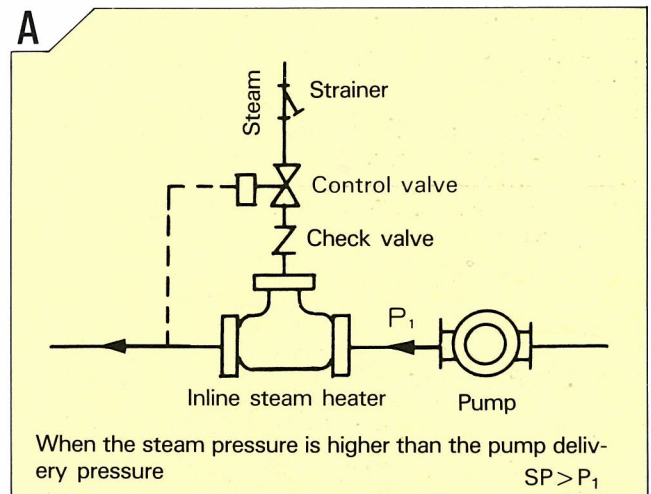 A
Steam
Strainer
Control valve
Check valve
P₁
Inline steam heater
Pump
When the steam pressure is higher than the pump deliv-
ery pressure
SP>P₁